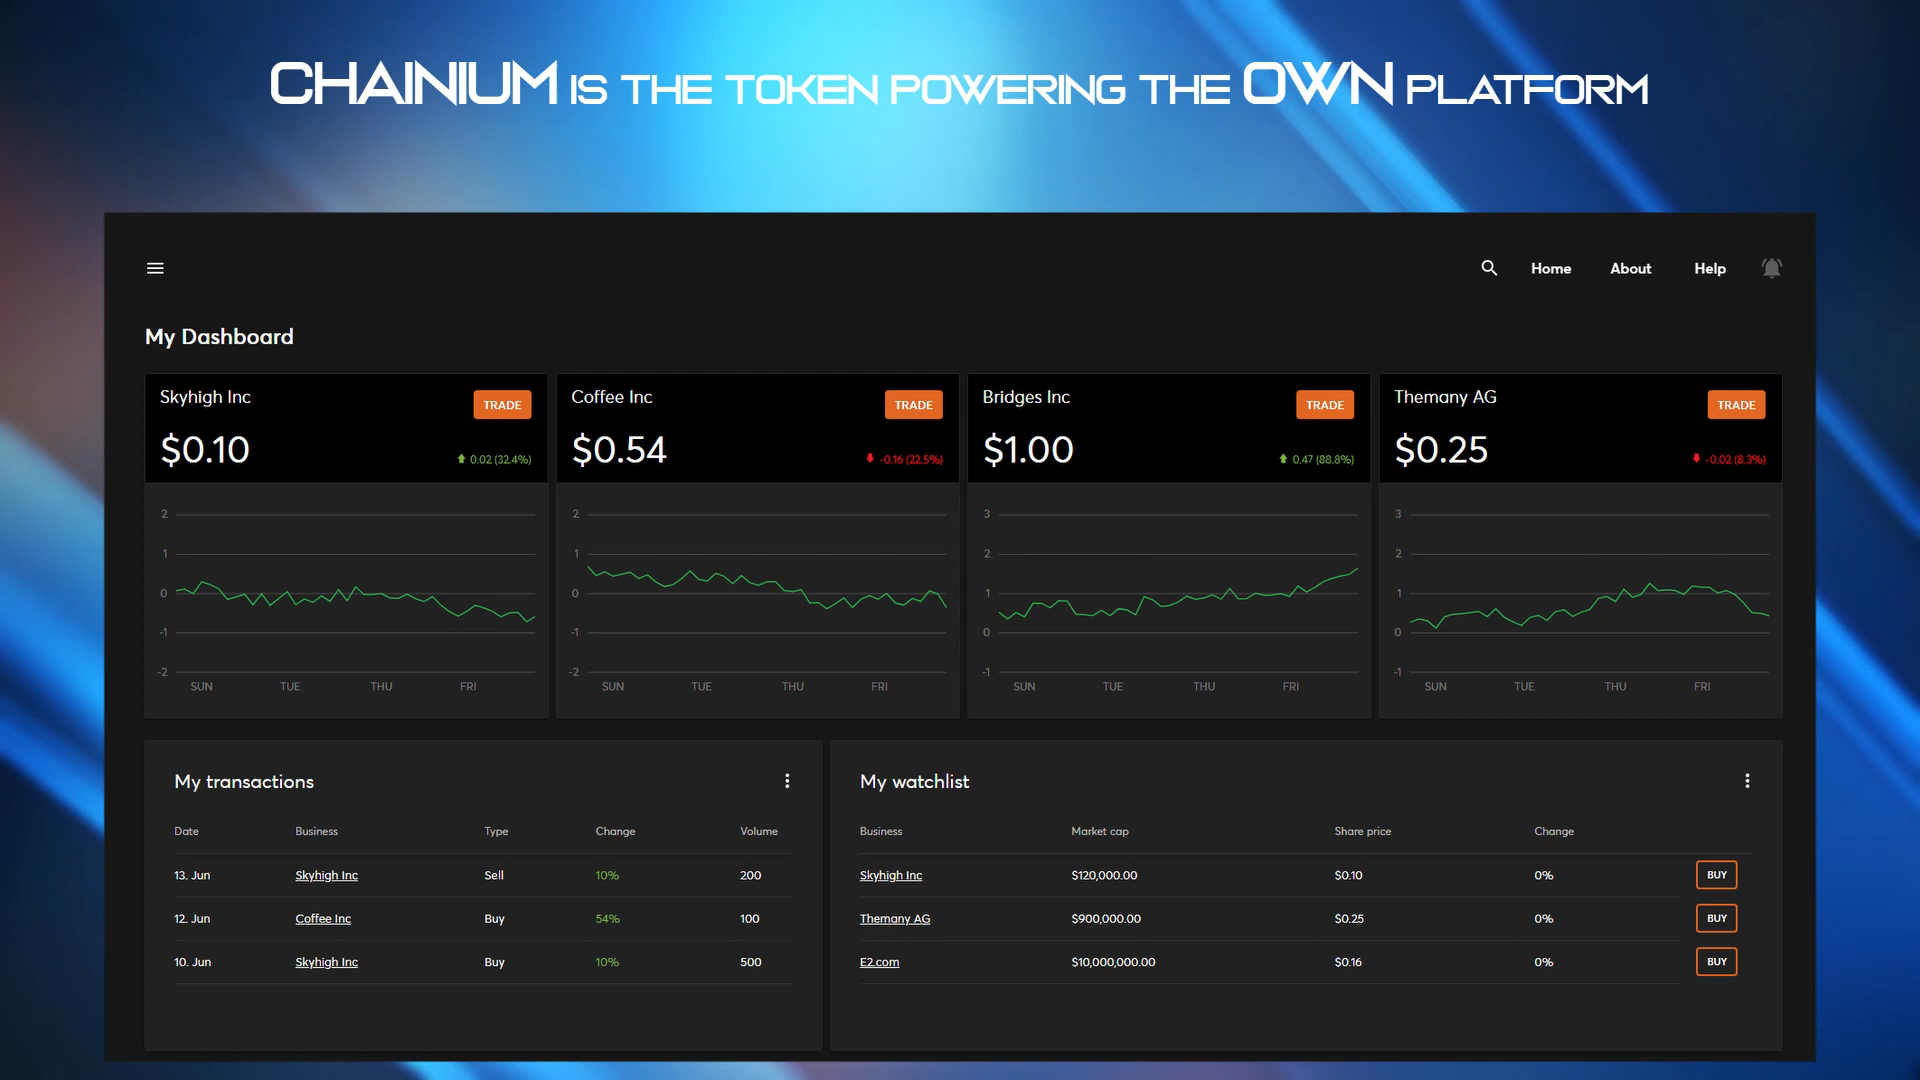 CHAINIUM IS THE TOKEN POWERING THE OWN PLATFORM
Home About Help
My Dashboard
Skyhigh Inc
TRADE
$0.10
0.02 (32.4%)
2
1
0
-1
-2
SUN TUE THU FRI
Coffee Inc
TRADE
$0.54
-0.16 (22.5%)
2
1
0
-1
-2
SUN TUE THU FRI
Bridges Inc
TRADE
$1.00
0.47 (88.8%)
3
2
1
0
-1
SUN TUE THU FRI
Themany AG
TRADE
$0.25
-0.02 (8.3%)
3
2
1
0
-1
SUN TUE THU FRI
My transactions
Date Business Type Change Volume
13. Jun Skyhigh Inc Sell 10% 200
12. Jun Coffee Inc Buy 54% 100
10. Jun Skyhigh Inc Buy 10% 500
My watchlist
Business Market cap Share price Change
Skyhigh Inc $120,000.00 $0.10 0% BUY
Themany AG $900,000.00 $0.25 0% BUY
E2.com $10,000,000.00 $0.16 0% BUY